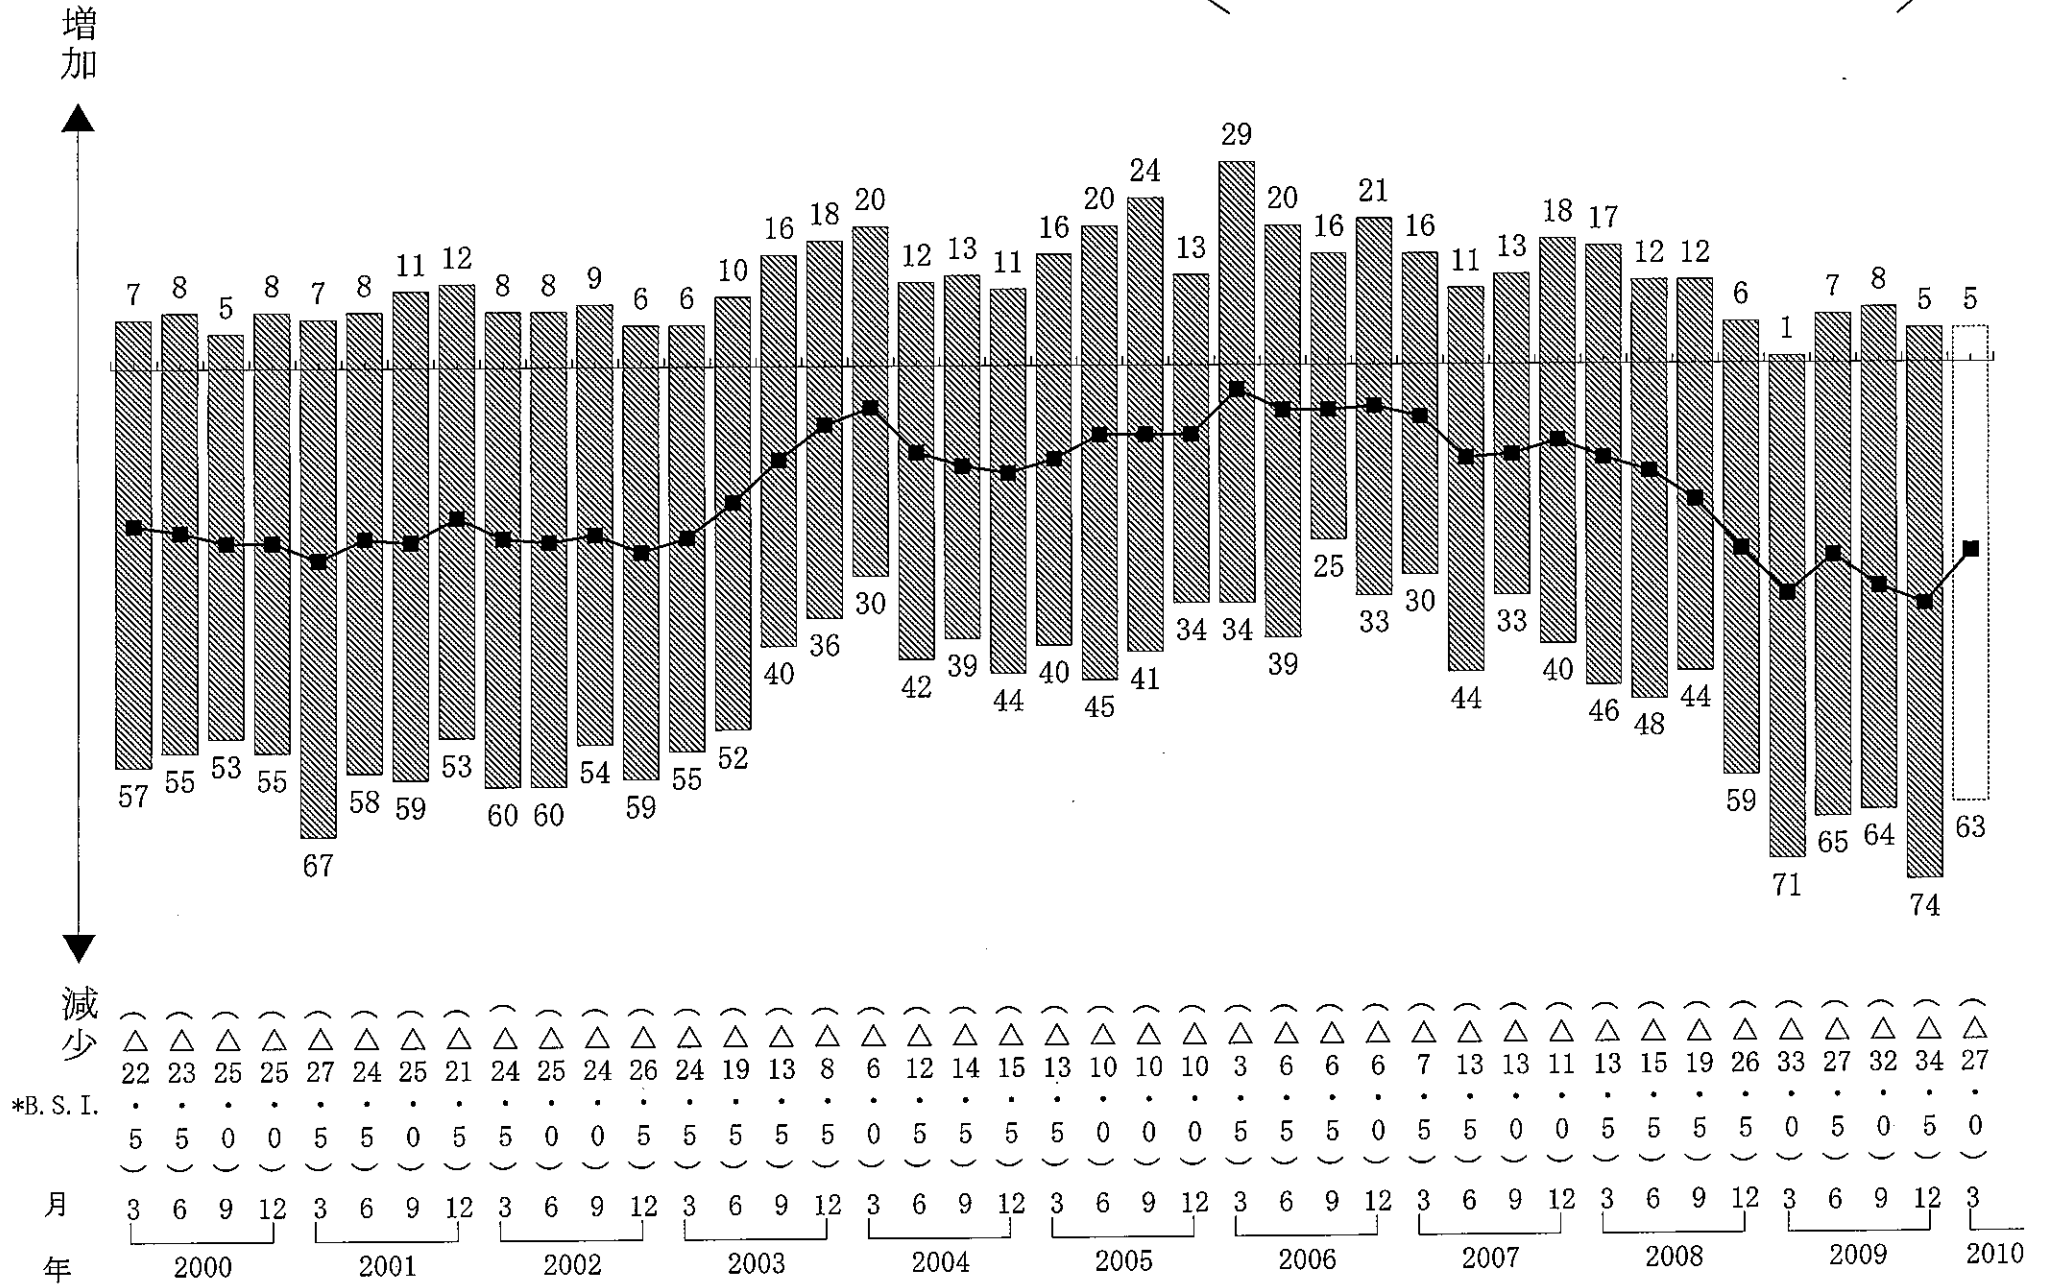 増加
29
24
20 20 20 21
18 18 17
16 16 16 16
7 8 5 8 7 8 11 12 8 8 9 6 6 10 12 13 11 13 11 13 12 12 6 1 7 8 5 5
57 55 53 55 67 58 59 53 60 60 54 59 55 52 40 36 30 42 39 44 40 45 41 34 34 39 25 33 30 44 33 40 46 48 44 59 71 65 64 74 63
減少
*B.S.I. (△22.5) (△23.5) (△25.0) (△25.0) (△27.5) (△24.5) (△25.0) (△21.5) (△24.5) (△25.0) (△24.0) (△26.5) (△24.5) (△19.5) (△13.5) (△8.5) (△6.0) (△12.5) (△14.5) (△15.5) (△13.5) (△10.0) (△10.0) (△10.0) (△3.5) (△6.5) (△6.5) (△6.0) (△7.5) (△13.5) (△13.0) (△11.0) (△13.5) (△15.5) (△19.5) (△26.5) (△33.0) (△27.5) (△32.0) (△34.5) (△27.0)
月 3 6 9 12 3 6 9 12 3 6 9 12 3 6 9 12 3 6 9 12 3 6 9 12 3 6 9 12 3 6 9 12 3 6 9 12 3 6 9 12 3
年 2000 2001 2002 2003 2004 2005 2006 2007 2008 2009 2010